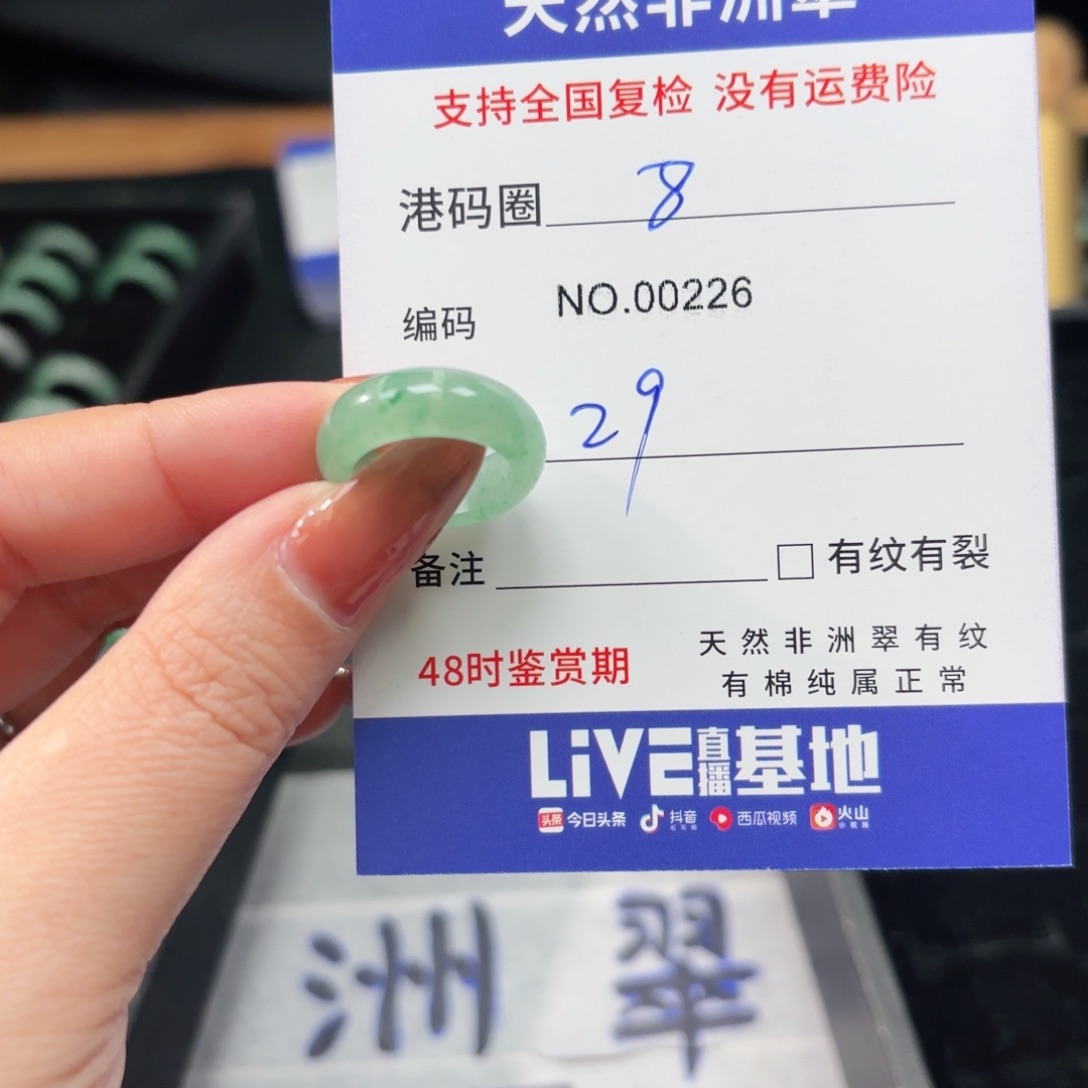 天然非洲翠
支持全国复检 没有运费险
港码圈 8
编码 NO.00226
29
备注 □ 有纹有裂
48时鉴赏期
天然非洲翠有纹
有棉纯属正常
LiVE直播基地
头条 今日头条 抖音 西瓜视频 火山
洲 翠